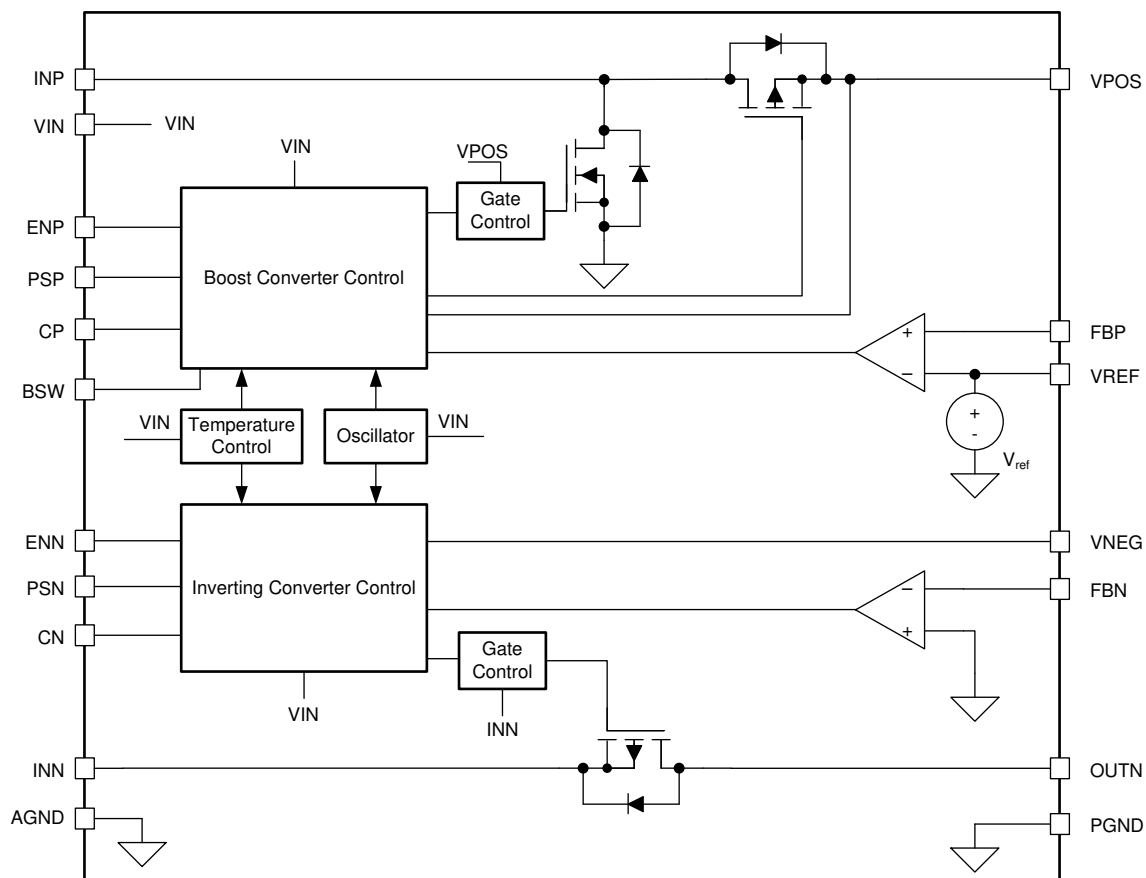 INP
VPOS
VIN
VIN
VIN
VPOS
Gate
Control
ENP
PSP
Boost Converter Control
CP
+
FBP
−
VREF
BSW
VIN
Temperature
Control
Oscillator
VIN
+
-
Vref
ENN
VNEG
PSN
Inverting Converter Control
−
FBN
CN
+
Gate
Control
VIN
INN
INN
OUTN
AGND
PGND